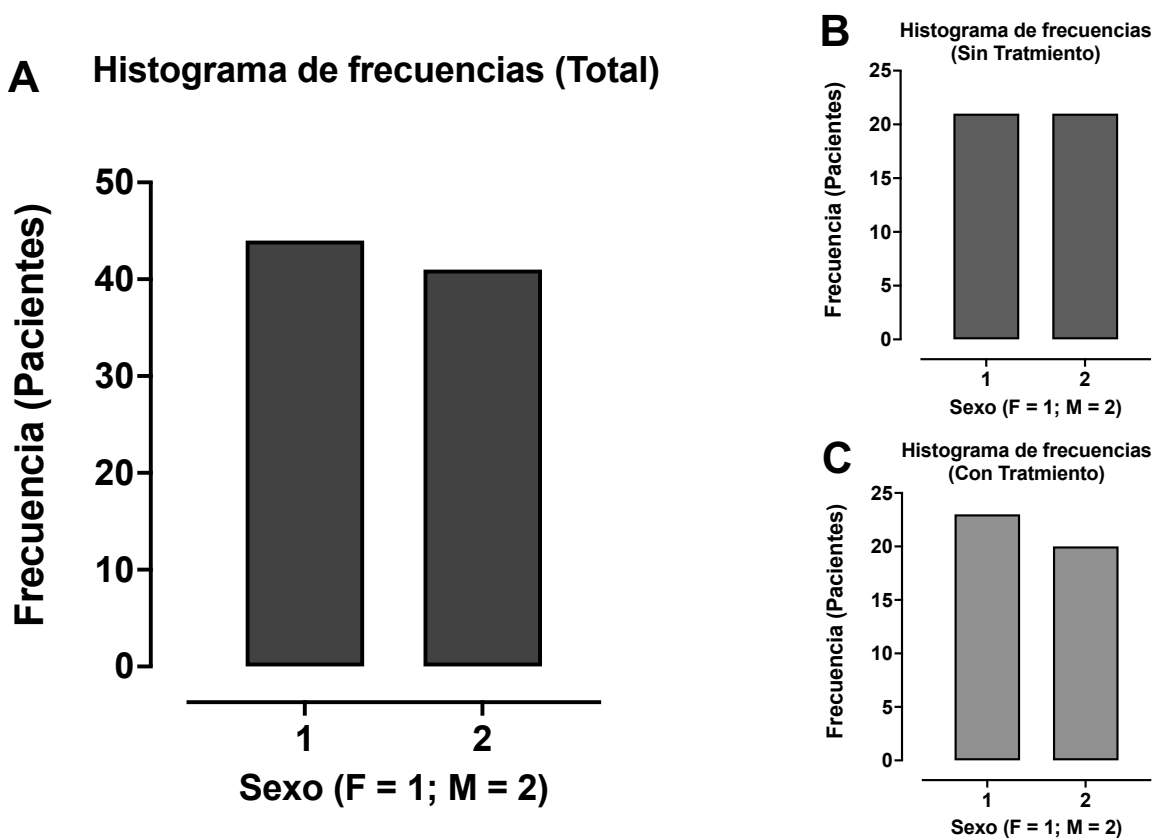 A
Histograma de frecuencias (Total)
Frecuencia (Pacientes)
50
40
30
20
10
0
1
2
Sexo (F = 1; M = 2)
B
Histograma de frecuencias
(Sin Tratmiento)
Frecuencia (Pacientes)
25
20
15
10
5
0
1
2
Sexo (F = 1; M = 2)
C
Histograma de frecuencias
(Con Tratmiento)
Frecuencia (Pacientes)
25
20
15
10
5
0
1
2
Sexo (F = 1; M = 2)